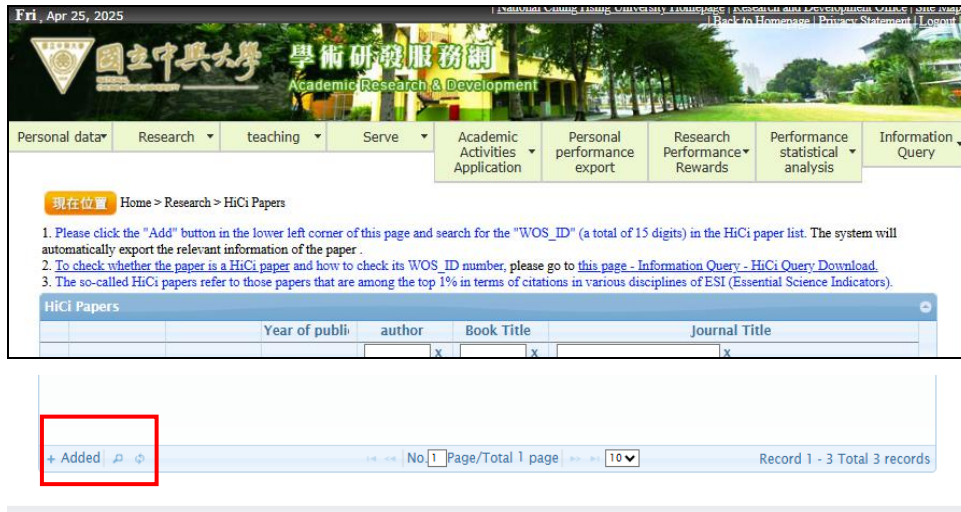 Fri, Apr 25, 2025
| National Chung Hsing University Homepage | Research and Development Office | Site Map
| Back to Homepage | Privacy Statement | Logout |
國立中興大學
學術研發服務網
Academic Research & Development
Personal data Research teaching Serve Academic Activities Application Personal performance export Research Performance Rewards Performance statistical analysis Information Query
現在位置 Home > Research > HiCi Papers
1. Please click the "Add" button in the lower left corner of this page and search for the "WOS_ID" (a total of 15 digits) in the HiCi paper list. The system will
automatically export the relevant information of the paper .
2. To check whether the paper is a HiCi paper and how to check its WOS_ID number, please go to this page - Information Query - HiCi Query Download.
3. The so-called HiCi papers refer to those papers that are among the top 1% in terms of citations in various disciplines of ESI (Essential Science Indicators).
HiCi Papers
Year of public author Book Title Journal Title
x x x
+ Added No. 1 Page/Total 1 page 10 Record 1 - 3 Total 3 records